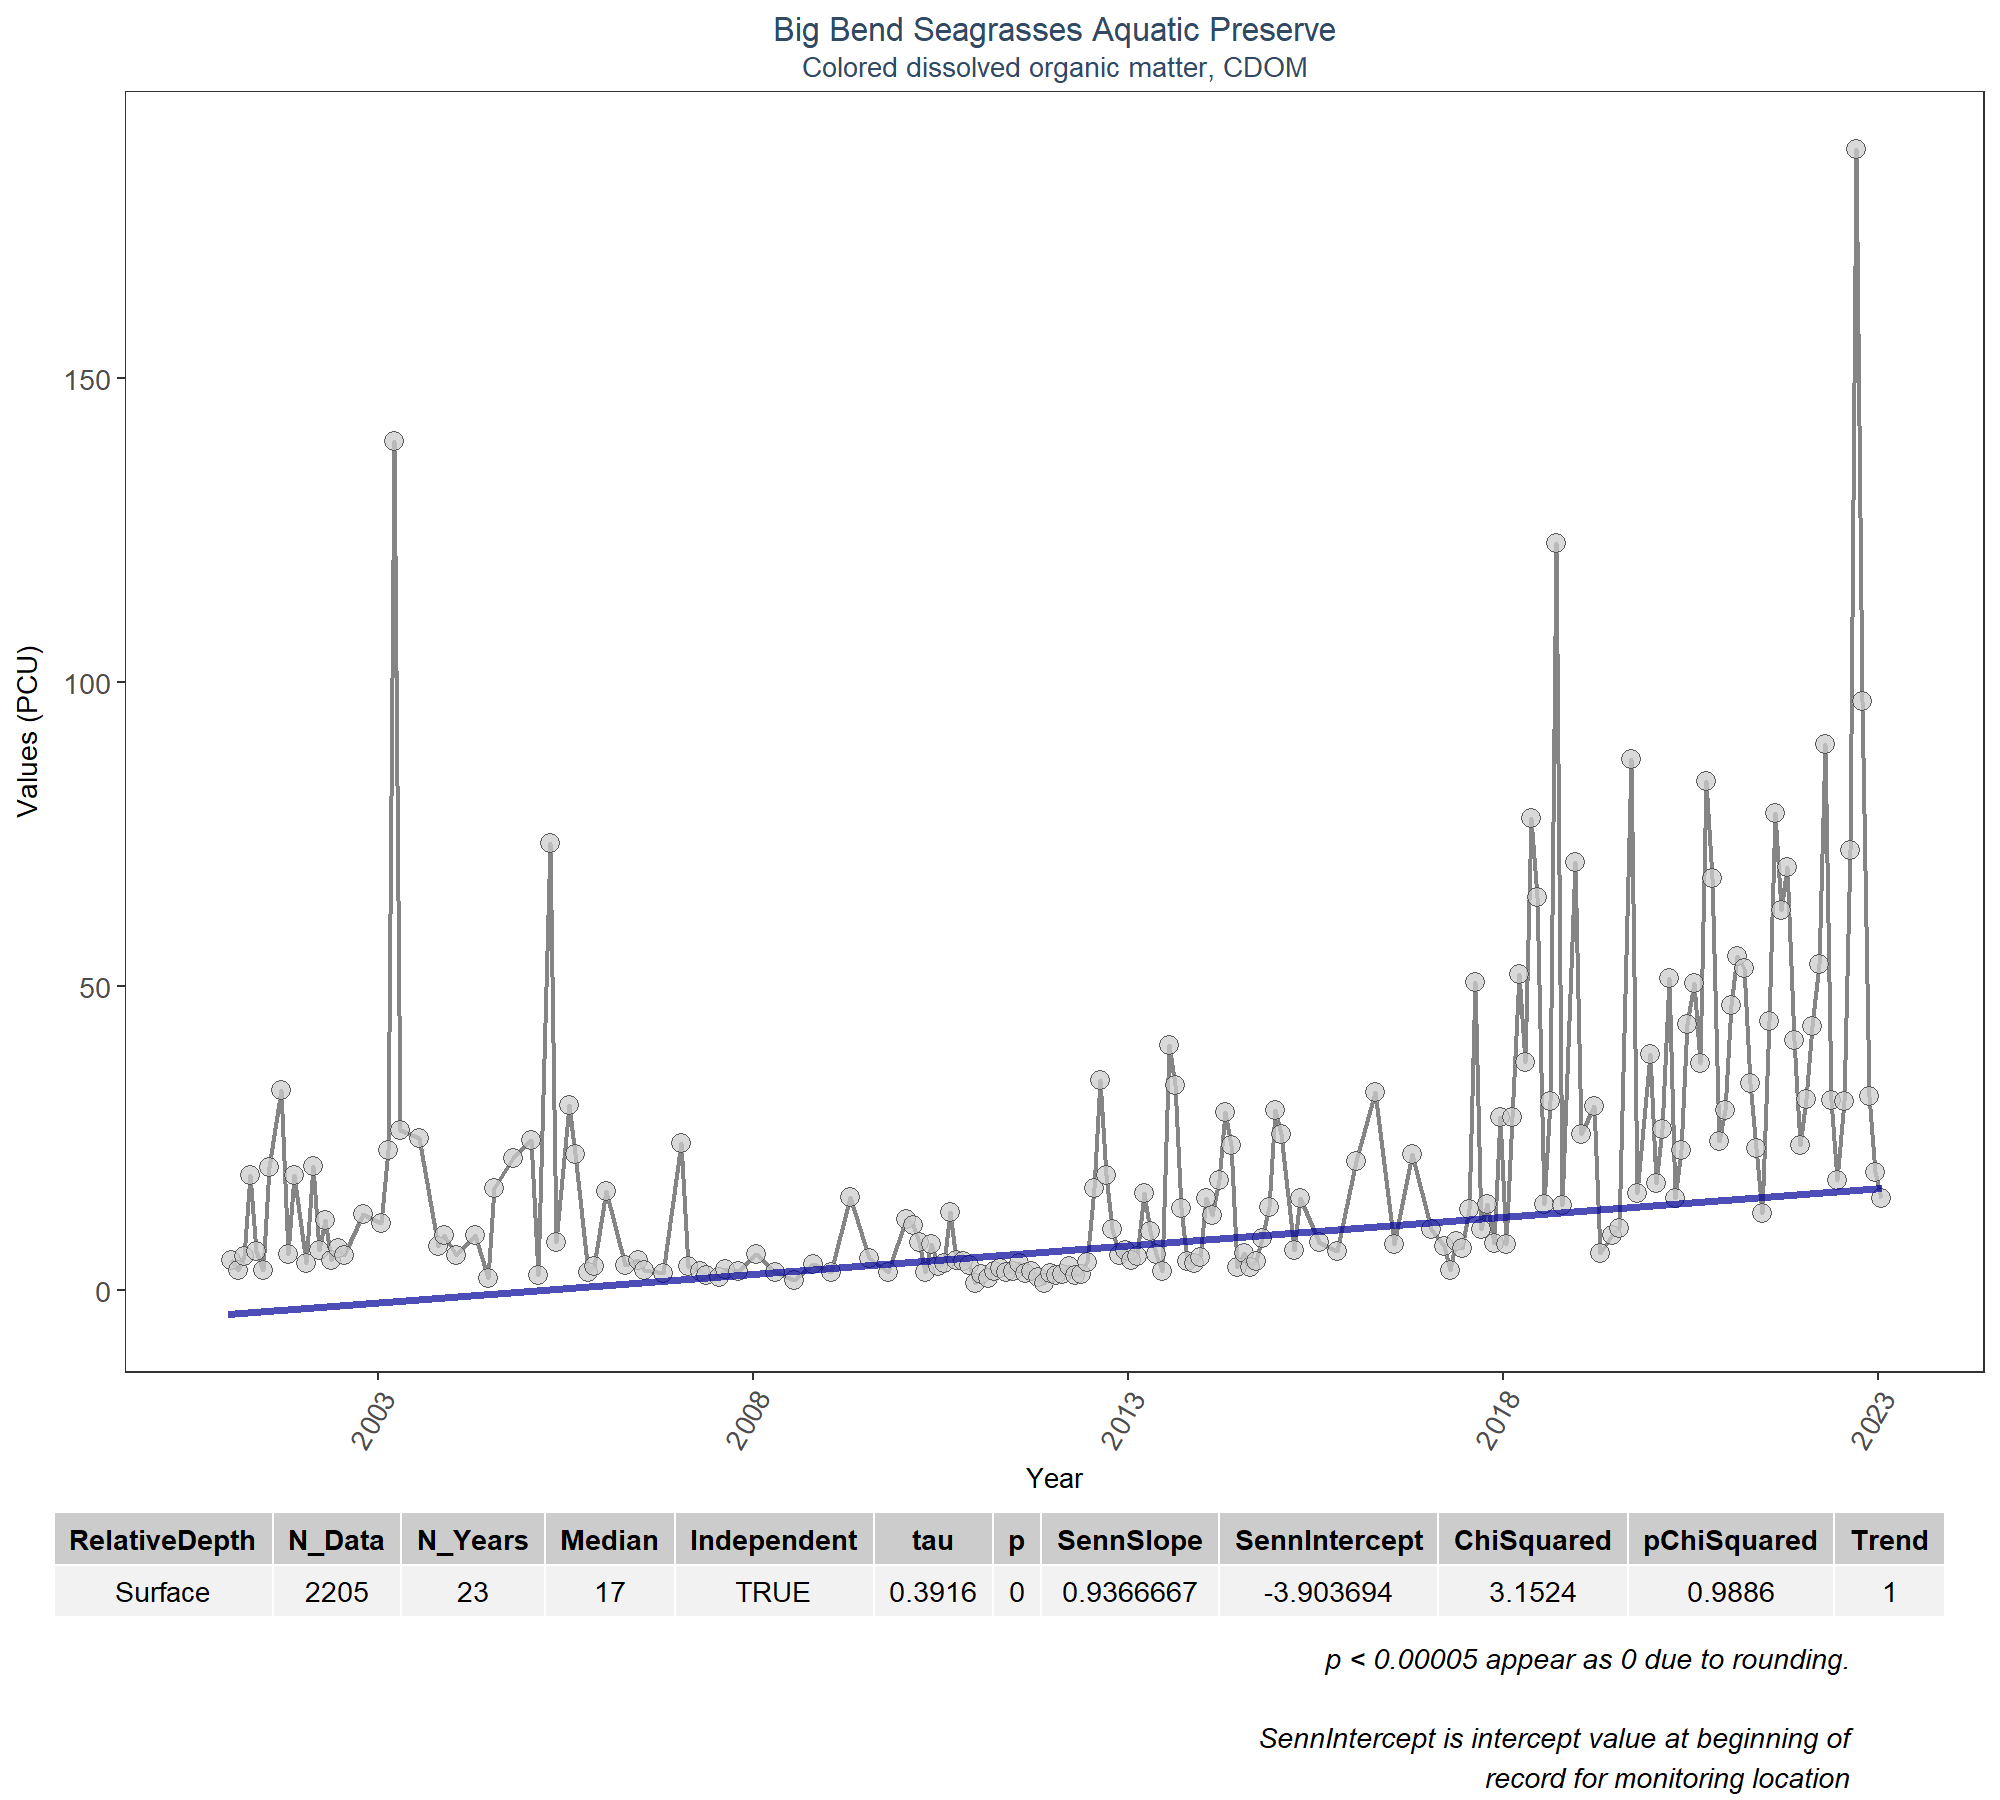 Big Bend Seagrasses Aquatic Preserve
Colored dissolved organic matter, CDOM
Values (PCU)
150
100
50
0
2003 2008 2013 2018 2023
Year
RelativeDepth N_Data N_Years Median Independent tau p SennSlope SennIntercept ChiSquared pChiSquared Trend
Surface 2205 23 17 TRUE 0.3916 0 0.9366667 -3.903694 3.1524 0.9886 1
p < 0.00005 appear as 0 due to rounding.
SennIntercept is intercept value at beginning of
record for monitoring location